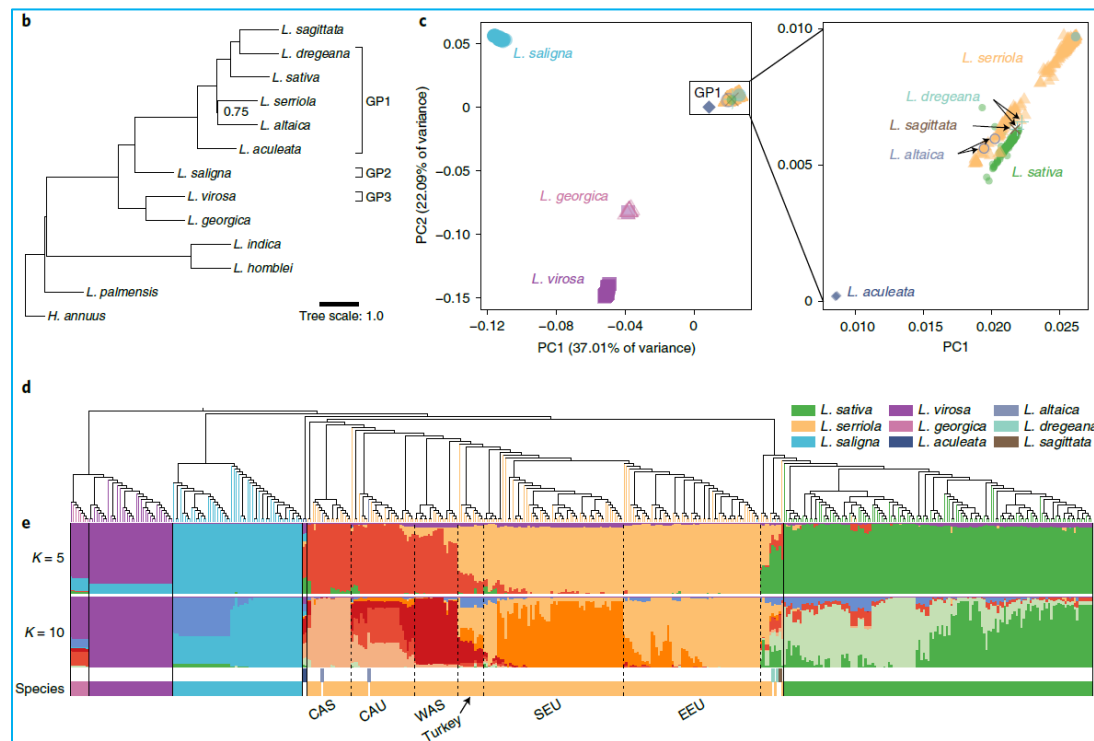 b
L. sagittata
L. dregeana
L. sativa
L. serriola
0.75
L. altaica
L. aculeata
L. saligna
L. virosa
L. georgica
L. indica
L. homblei
L. palmensis
H. annuus
GP1
GP2
GP3
Tree scale: 1.0
c
PC2 (22.09% of variance)
0.05
0
−0.05
−0.10
−0.15
−0.12
−0.08
−0.04
0
PC1 (37.01% of variance)
L. saligna
GP1
L. georgica
L. virosa
0.010
0.005
0
0.010
0.015
0.020
0.025
PC1
L. serriola
L. dregeana
L. sagittata
L. altaica
L. sativa
L. aculeata
d
L. sativa
L. virosa
L. altaica
L. serriola
L. aculeata
L. dregeana
L. georgica
L. saligna
L. sagittata
e
K = 5
K = 10
Species
CAS
CAU
WAS
Turkey
SEU
EEU